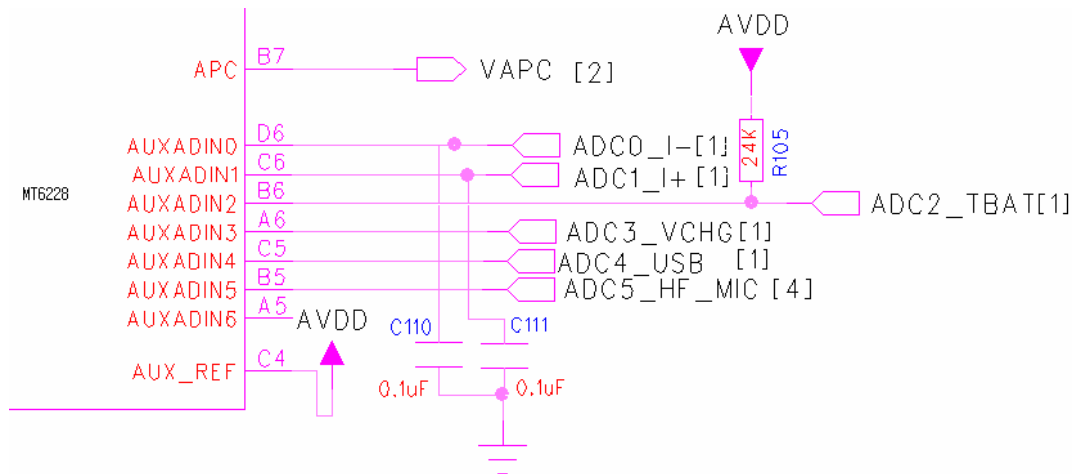 AVDD
APC B7 VAPC [2]
AUXADIN0 D6 ADC0_I-[1]
AUXADIN1 C6 ADC1_I+[1]
24K R105
MT6228
AUXADIN2 B6 ADC2_TBAT[1]
AUXADIN3 A6 ADC3_VCHG[1]
AUXADIN4 C5 ADC4_USB [1]
AUXADIN5 B5 ADC5_HF_MIC [4]
AUXADIN6 A5
AVDD C110 C111
AUX_REF C4
0.1uF 0.1uF